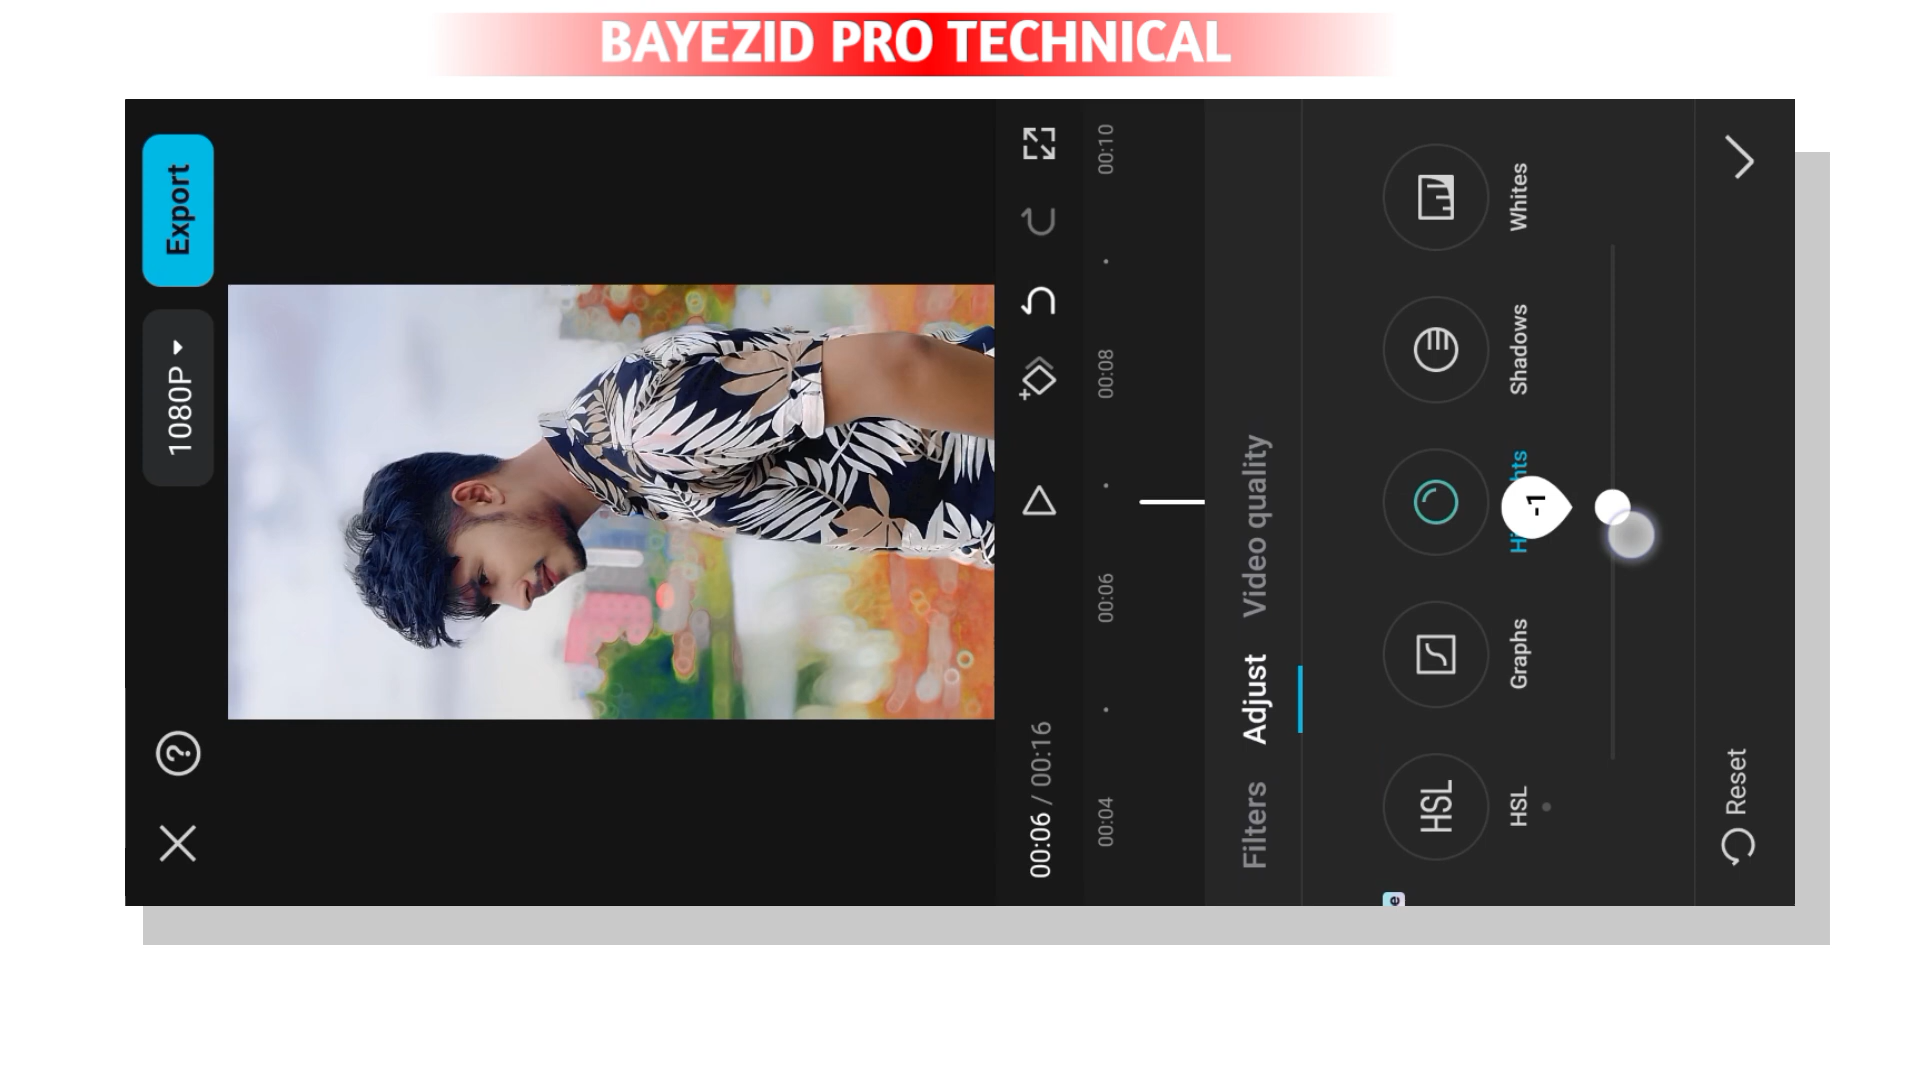 BAYEZID PRO TECHNICAL
Export
1080P
00:06 / 00:16
00:04
00:06
00:08
00:10
Filters
Adjust
Video quality
HSL
HSL
Graphs
-1
Shadows
Whites
Reset